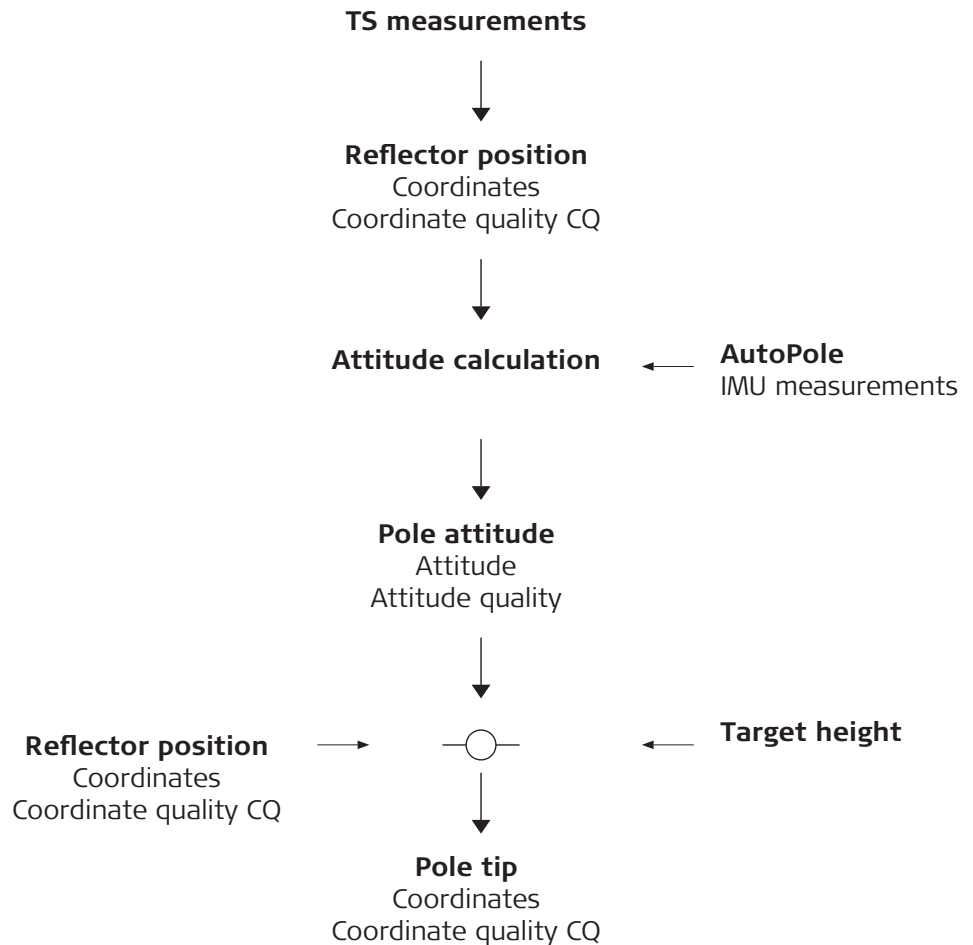 TS measurements
Reflector position
Coordinates
Coordinate quality CQ
Attitude calculation
AutoPole
IMU measurements
Pole attitude
Attitude
Attitude quality
Reflector position
Coordinates
Coordinate quality CQ
Target height
Pole tip
Coordinates
Coordinate quality CQ